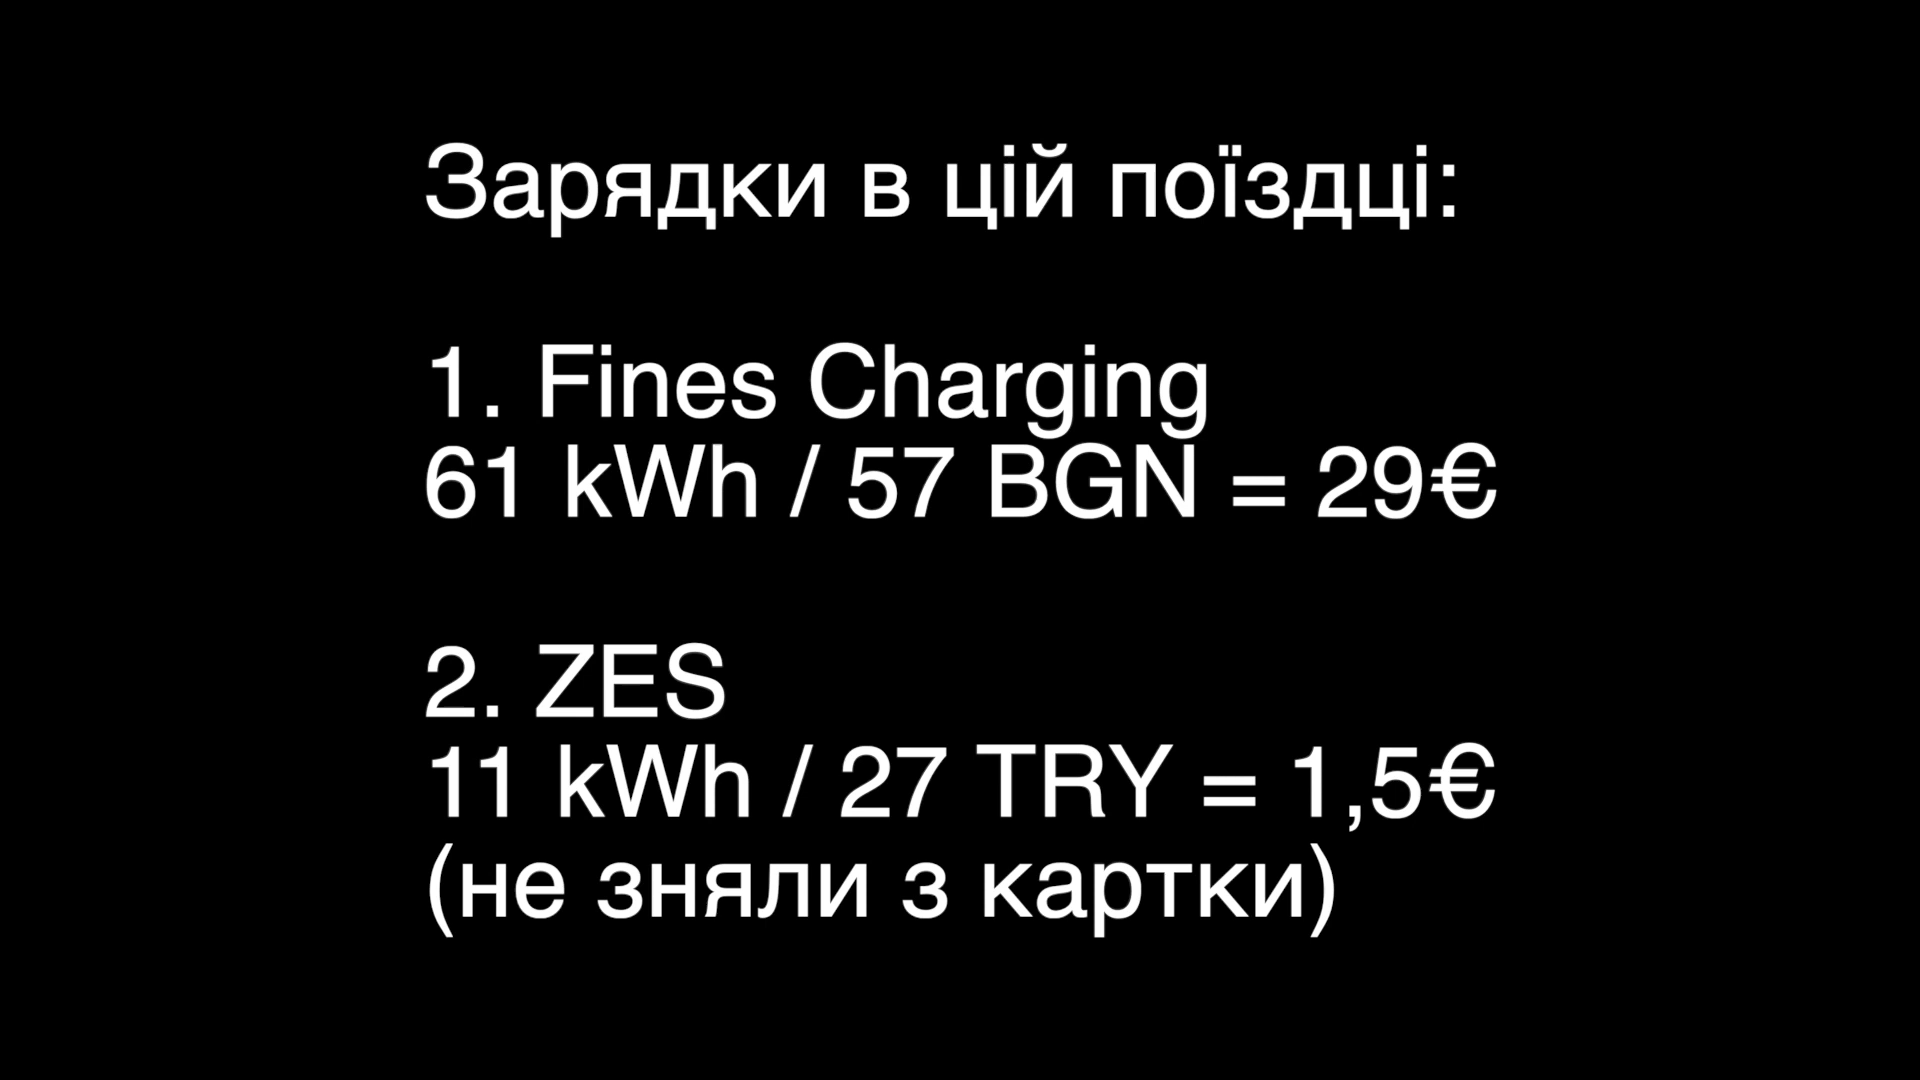 Зарядки в цій поїздці:
1. Fines Charging
61 kWh / 57 BGN = 29€
2. ZES
11 kWh / 27 TRY = 1,5€
(не зняли з картки)